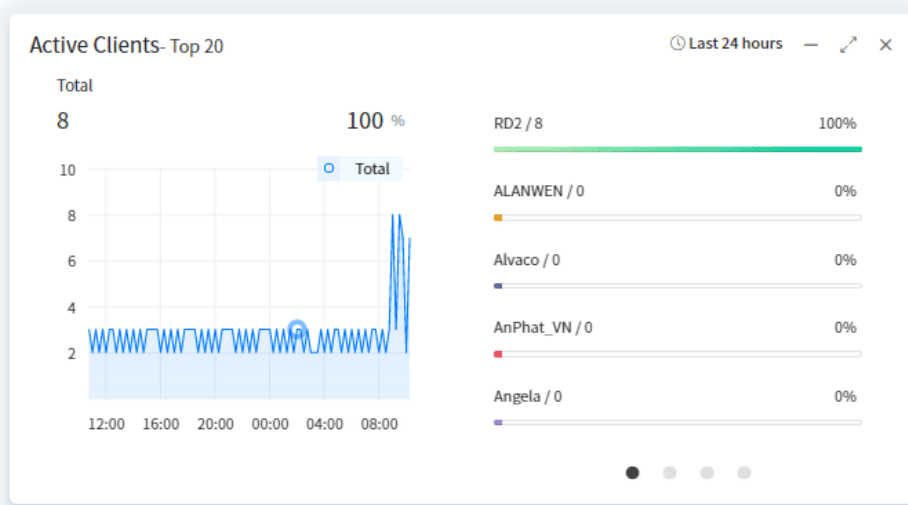 Active Clients- Top 20
Last 24 hours
Total
8
100 %
Total
10
8
6
4
2
12:00 16:00 20:00 00:00 04:00 08:00
RD2 / 8 100%
ALANWEN / 0 0%
Alvaco / 0 0%
AnPhat_VN / 0 0%
Angela / 0 0%